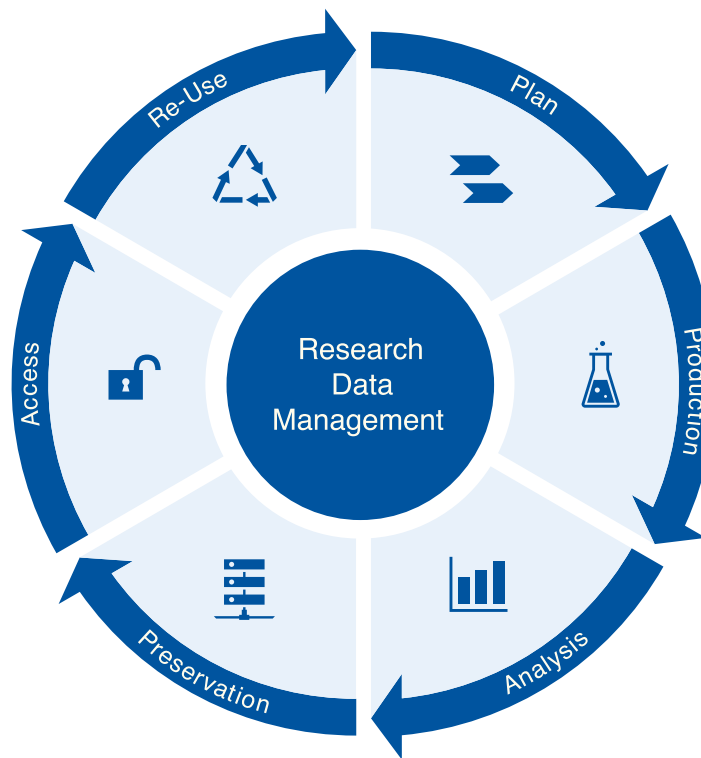 Research
Data
Management
Plan
Production
Analysis
Preservation
Access
Re-Use